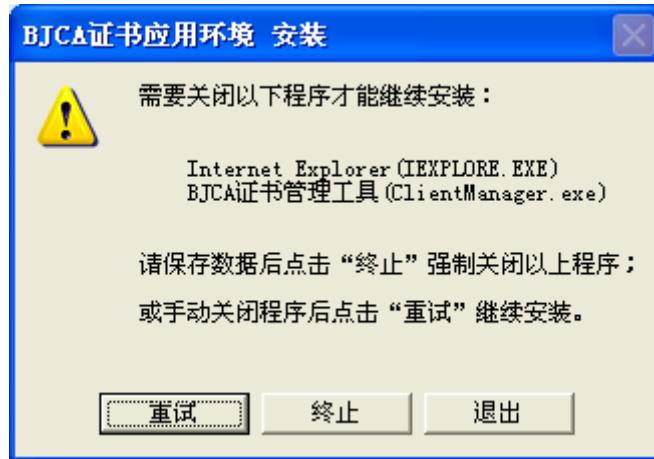 BJCA证书应用环境 安装
需要关闭以下程序才能继续安装：
Internet Explorer(IEXPLORE.EXE)
BJCA证书管理工具(ClientManager.exe)
请保存数据后点击“终止”强制关闭以上程序；
或手动关闭程序后点击“重试”继续安装。
重试 终止 退出